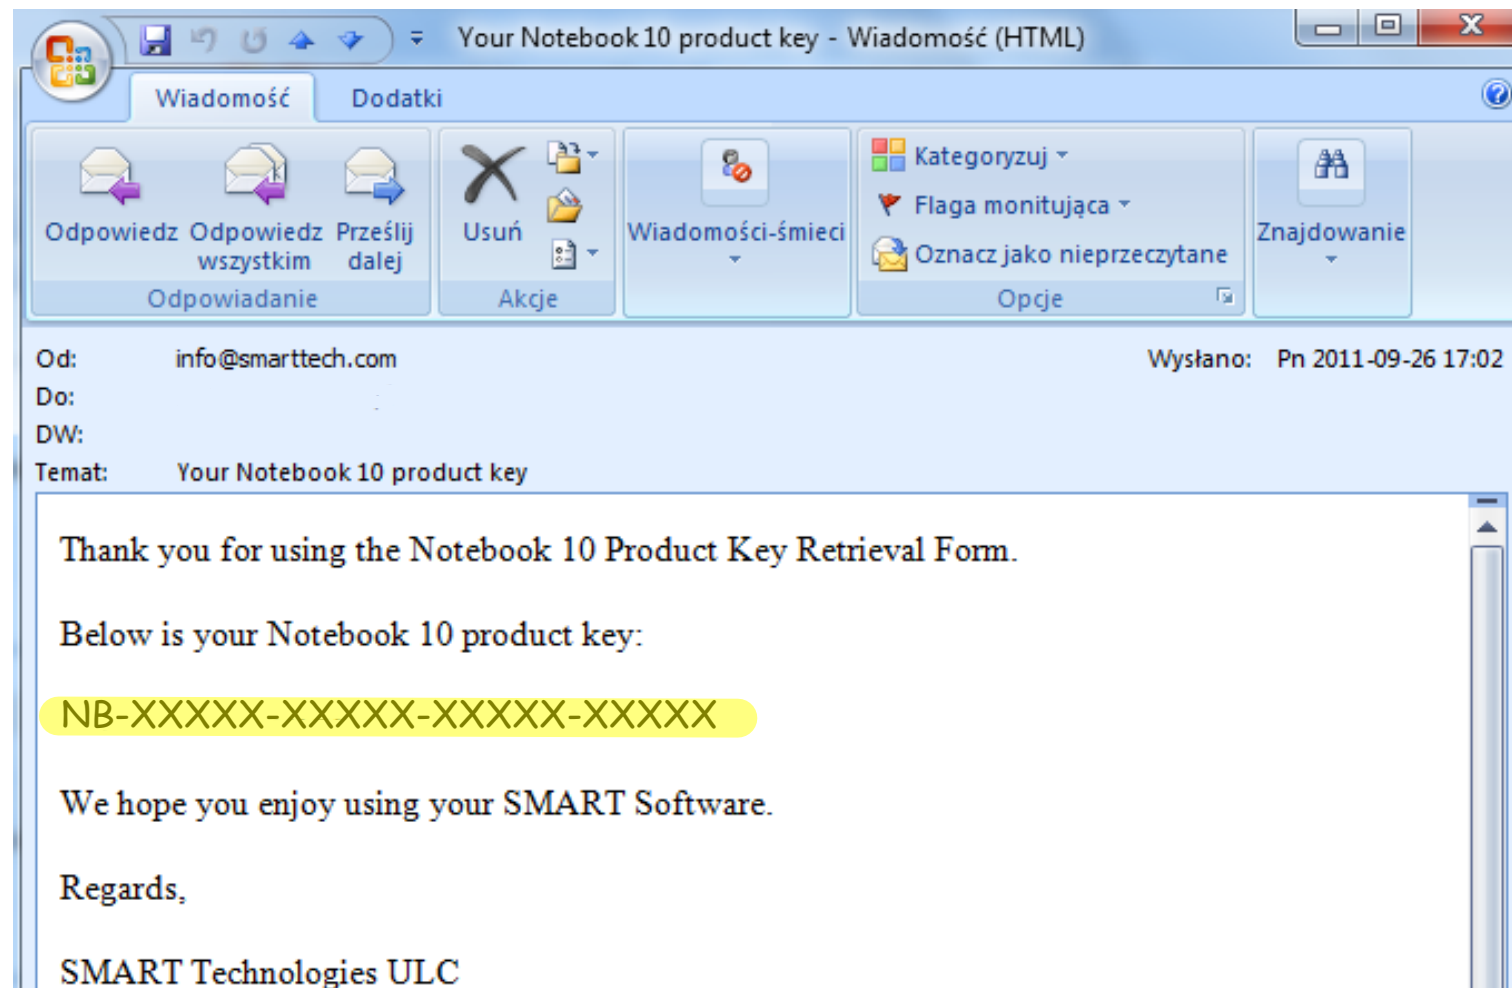 Your Notebook 10 product key - Wiadomość (HTML)
Wiadomość Dodatki
Odpowiedz Odpowiedz wszystkim Prześlij dalej
Odpowiadanie
Usuń
Akcje
Wiadomości-śmieci
Kategoryzuj
Flaga monitująca
Oznacz jako nieprzeczytane
Opcje
Znajdowanie
Od: info@smarttech.com Wysłano: Pn 2011-09-26 17:02
Do:
DW:
Temat: Your Notebook 10 product key
Thank you for using the Notebook 10 Product Key Retrieval Form.
Below is your Notebook 10 product key:
NB-XXXXX-XXXXX-XXXXX-XXXXX
We hope you enjoy using your SMART Software.
Regards,
SMART Technologies ULC